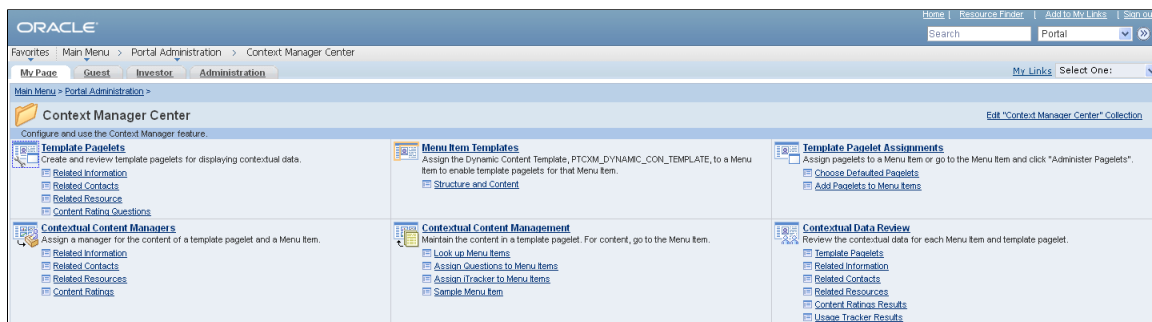 Home | Resource Finder | Add to My Links | Sign ou
ORACLE
Search Portal
Favorites Main Menu > Portal Administration > Context Manager Center
My Page Guest Investor Administration My Links Select One:
Main Menu > Portal Administration >
Context Manager Center Edit "Context Manager Center" Collection
Configure and use the Context Manager feature.
Template Pagelets
Create and review template pagelets for displaying contextual data.
Related Information
Related Contacts
Related Resource
Content Rating Questions
Menu Item Templates
Assign the Dynamic Content Template, PTCXM_DYNAMIC_CON_TEMPLATE, to a Menu
Item to enable template pagelets for that Menu Item.
Structure and Content
Template Pagelet Assignments
Assign pagelets to a Menu Item or go to the Menu Item and click "Administer Pagelets".
Choose Defaulted Pagelets
Add Pagelets to Menu Items
Contextual Content Managers
Assign a manager for the content of a template pagelet and a Menu Item.
Related Information
Related Contacts
Related Resources
Content Ratings
Contextual Content Management
Maintain the content in a template pagelet. For content, go to the Menu Item.
Look up Menu Items
Assign Questions to Menu Items
Assign iTracker to Menu Items
Sample Menu Item
Contextual Data Review
Review the contextual data for each Menu Item and template pagelet.
Template Pagelets
Related Information
Related Contacts
Related Resources
Content Ratings Results
Usage Tracker Results